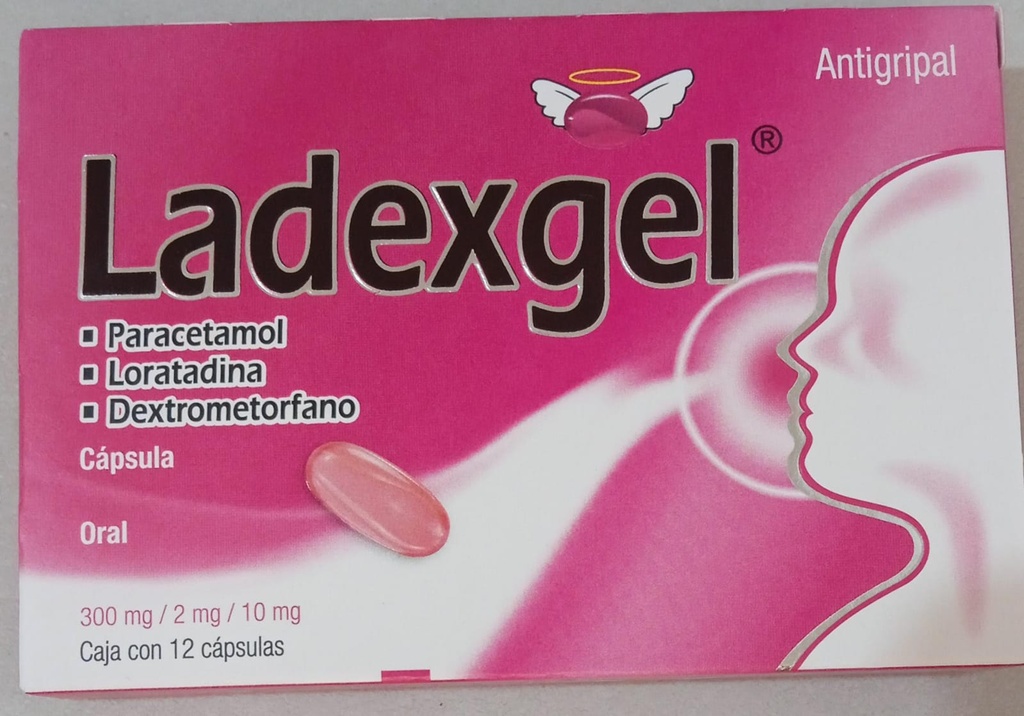 Antigripal
Ladexgel®
▪ Paracetamol
▪ Loratadina
▪ Dextrometorfano
Cápsula
Oral
300 mg / 2 mg / 10 mg
Caja con 12 cápsulas